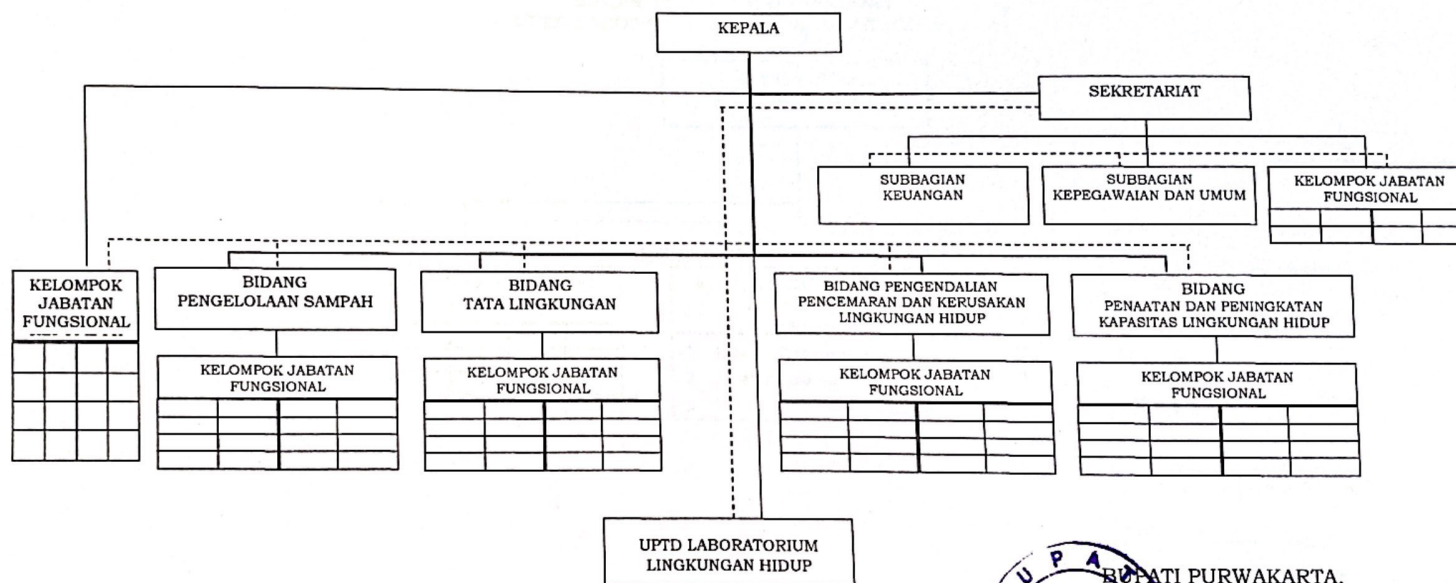 KEPALA
SEKRETARIAT
SUBBAGIAN
KEUANGAN
SUBBAGIAN
KEPEGAWAIAN DAN UMUM
KELOMPOK JABATAN
FUNGSIONAL
KELOMPOK
JABATAN
FUNGSIONAL
BIDANG
PENGELOLAAN SAMPAH
BIDANG
TATA LINGKUNGAN
BIDANG PENGENDALIAN
PENCEMARAN DAN KERUSAKAN
LINGKUNGAN HIDUP
BIDANG
PENAATAN DAN PENINGKATAN
KAPASITAS LINGKUNGAN HIDUP
KELOMPOK JABATAN
FUNGSIONAL
KELOMPOK JABATAN
FUNGSIONAL
KELOMPOK JABATAN
FUNGSIONAL
KELOMPOK JABATAN
FUNGSIONAL
UPTD LABORATORIUM
LINGKUNGAN HIDUP
UPAT
BUPATI PURWAKARTA,